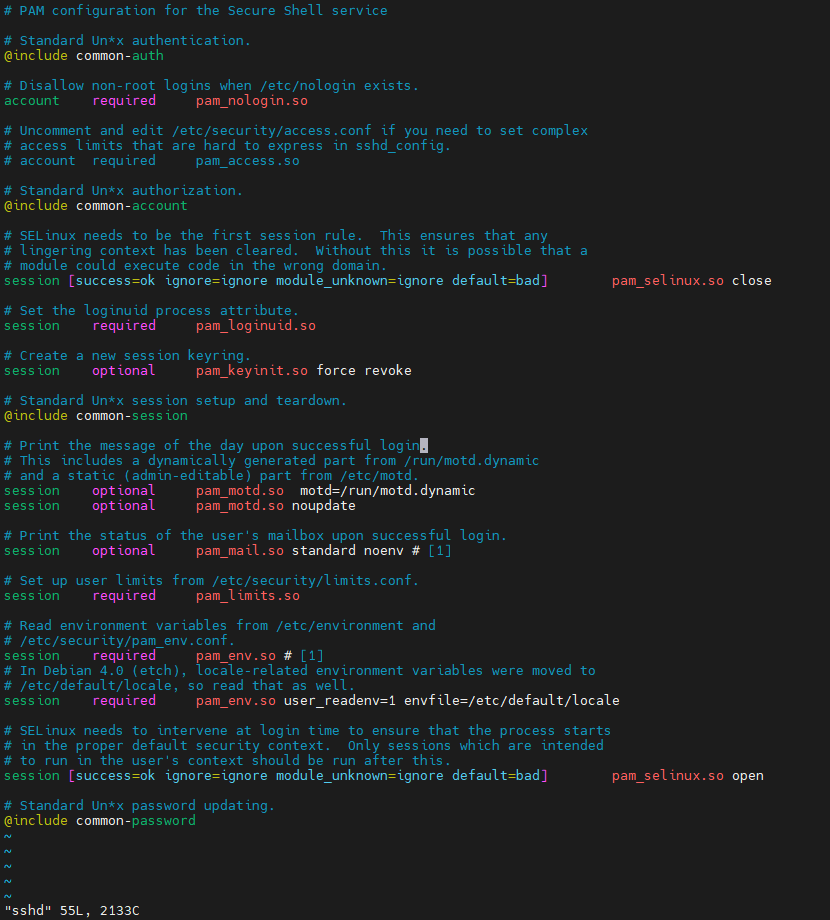 # PAM configuration for the Secure Shell service
# Standard Un*x authentication.
@include common-auth
# Disallow non-root logins when /etc/nologin exists.
account    required     pam_nologin.so
# Uncomment and edit /etc/security/access.conf if you need to set complex
# access limits that are hard to express in sshd_config.
# account  required     pam_access.so
# Standard Un*x authorization.
@include common-account
# SELinux needs to be the first session rule.  This ensures that any
# lingering context has been cleared.  Without this it is possible that a
# module could execute code in the wrong domain.
session [success=ok ignore=ignore module_unknown=ignore default=bad]        pam_selinux.so close
# Set the loginuid process attribute.
session    required     pam_loginuid.so
# Create a new session keyring.
session    optional     pam_keyinit.so force revoke
# Standard Un*x session setup and teardown.
@include common-session
# Print the message of the day upon successful login.
# This includes a dynamically generated part from /run/motd.dynamic
# and a static (admin-editable) part from /etc/motd.
session    optional     pam_motd.so  motd=/run/motd.dynamic
session    optional     pam_motd.so noupdate
# Print the status of the user's mailbox upon successful login.
session    optional     pam_mail.so standard noenv # [1]
# Set up user limits from /etc/security/limits.conf.
session    required     pam_limits.so
# Read environment variables from /etc/environment and
# /etc/security/pam_env.conf.
session    required     pam_env.so # [1]
# In Debian 4.0 (etch), locale-related environment variables were moved to
# /etc/default/locale, so read that as well.
session    required     pam_env.so user_readenv=1 envfile=/etc/default/locale
# SELinux needs to intervene at login time to ensure that the process starts
# in the proper default security context.  Only sessions which are intended
# to run in the user's context should be run after this.
session [success=ok ignore=ignore module_unknown=ignore default=bad]        pam_selinux.so open
# Standard Un*x password updating.
@include common-password
~
~
~
~
~
"sshd" 55L, 2133C